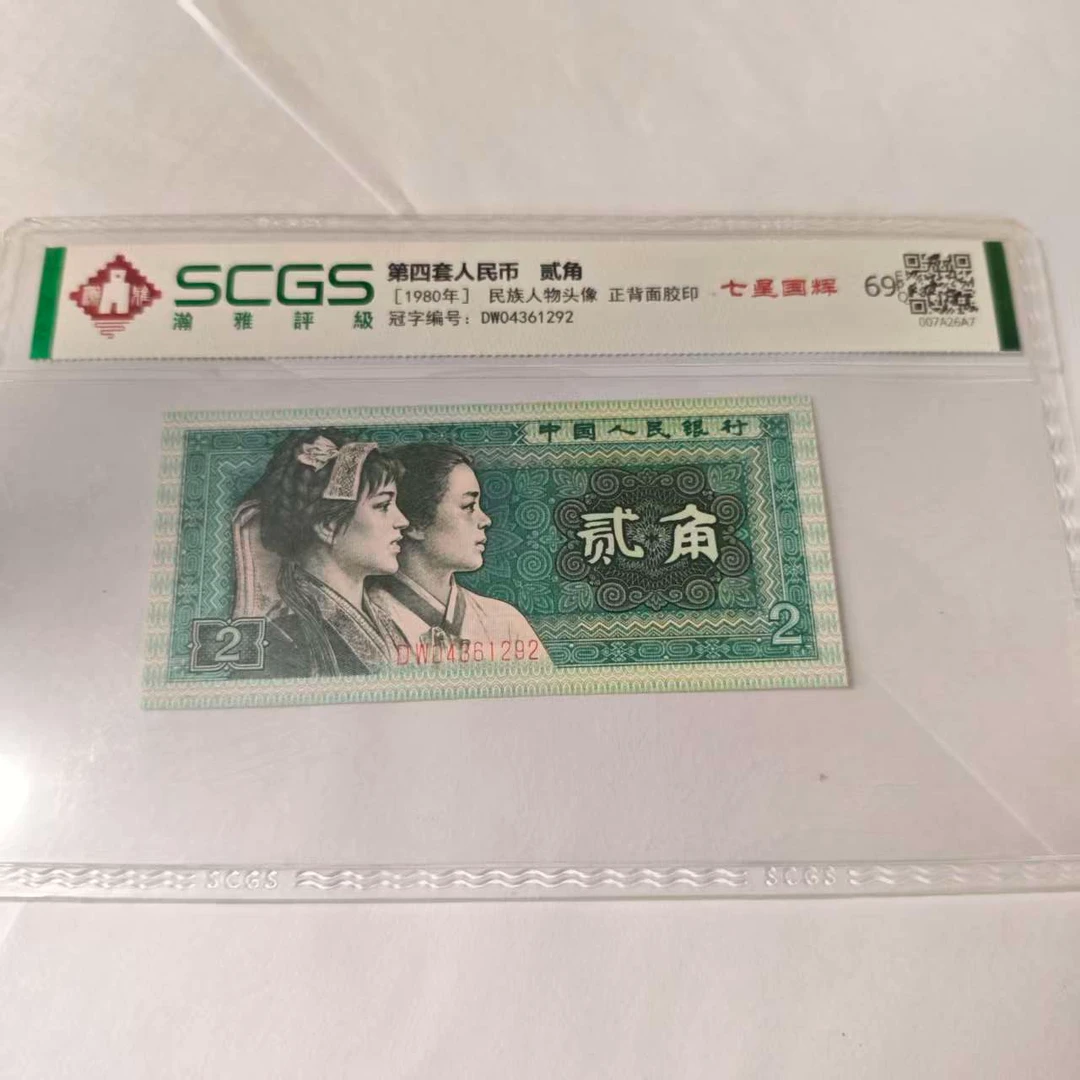 SCGS
瀚雅評級
第四套人民币 贰角
[1980年] 民族人物头像 正背面胶印
冠字编号：DW04361292
七星国辉
69 EPQ
007A26A7
中国人民银行
贰角
2
2
DW04361292
SCGS
SCGS